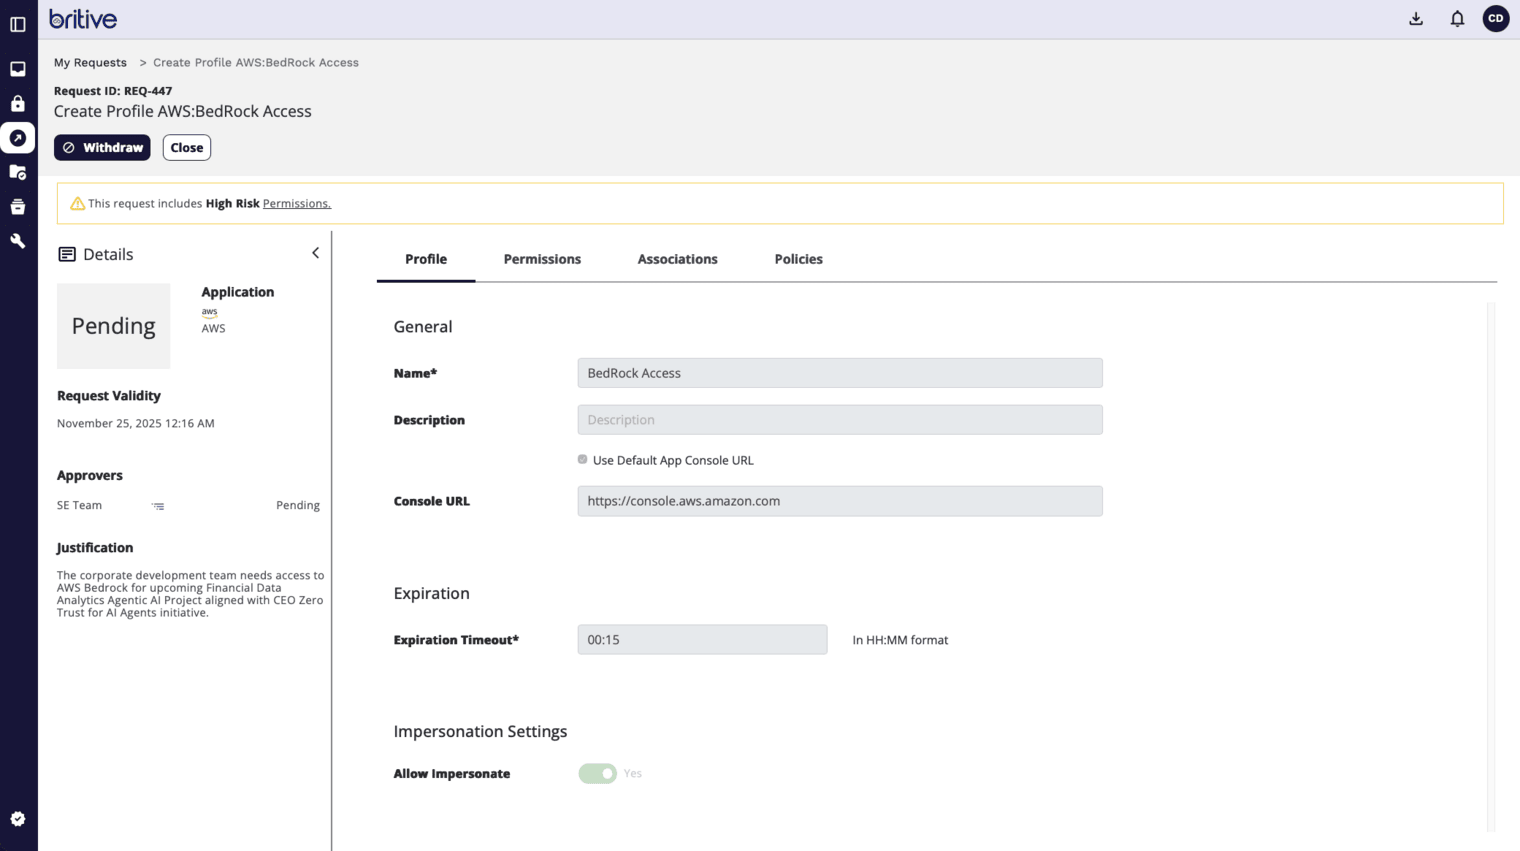 britive
CD
My Requests > Create Profile AWS:BedRock Access
Request ID: REQ-447
Create Profile AWS:BedRock Access
Withdraw
Close
This request includes High Risk Permissions.
Details
Pending
Application
aws
AWS
Request Validity
November 25, 2025 12:16 AM
Approvers
SE Team
Pending
Justification
The corporate development team needs access to
AWS Bedrock for upcoming Financial Data
Analytics Agentic AI Project aligned with CEO Zero
Trust for AI Agents initiative.
Profile
Permissions
Associations
Policies
General
Name*
BedRock Access
Description
Description
Use Default App Console URL
Console URL
https://console.aws.amazon.com
Expiration
Expiration Timeout*
00:15
In HH:MM format
Impersonation Settings
Allow Impersonate
Yes